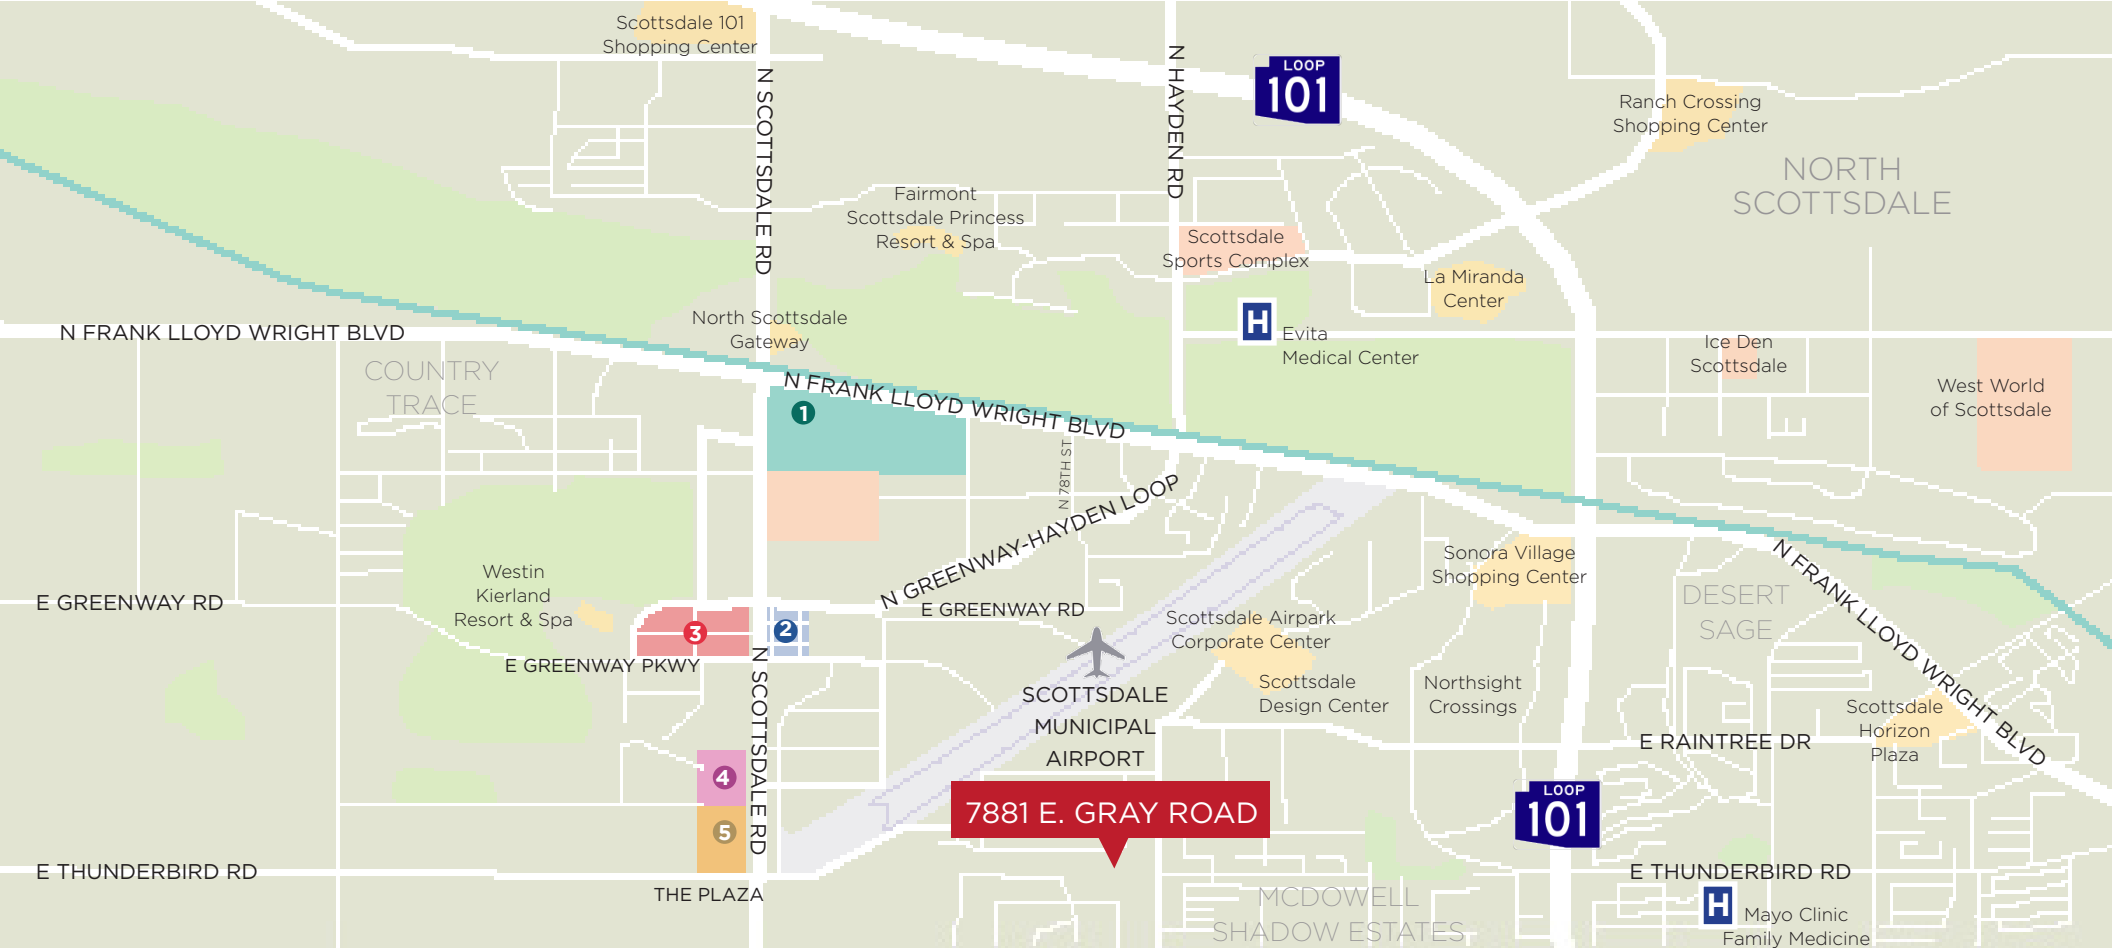 Scottsdale 101
Shopping Center
N SCOTTSDALE RD
N HAYDEN RD
LOOP
101
Ranch Crossing
Shopping Center
NORTH
SCOTTSDALE
Fairmont
Scottsdale Princess
Resort & Spa
Scottsdale
Sports Complex
La Miranda
Center
North Scottsdale
Gateway
N FRANK LLOYD WRIGHT BLVD
H
Evita
Medical Center
Ice Den
Scottsdale
West World
of Scottsdale
COUNTRY
TRACE
N FRANK LLOYD WRIGHT BLVD
1
N 78TH ST
N GREENWAY-HAYDEN LOOP
Westin
Kierland
Resort & Spa
Sonora Village
Shopping Center
N FRANK LLOYD WRIGHT BLVD
DESERT
SAGE
E GREENWAY RD
E GREENWAY RD
3
2
Scottsdale Airpark
Corporate Center
E GREENWAY PKWY
N SCOTTSDALE RD
SCOTTSDALE
MUNICIPAL
AIRPORT
Scottsdale
Design Center
Northsight
Crossings
Scottsdale
Horizon
Plaza
E RAINTREE DR
4
5
7881 E. GRAY ROAD
LOOP
101
E THUNDERBIRD RD
E THUNDERBIRD RD
THE PLAZA
MCDOWELL
SHADOW ESTATES
H
Mayo Clinic
Family Medicine